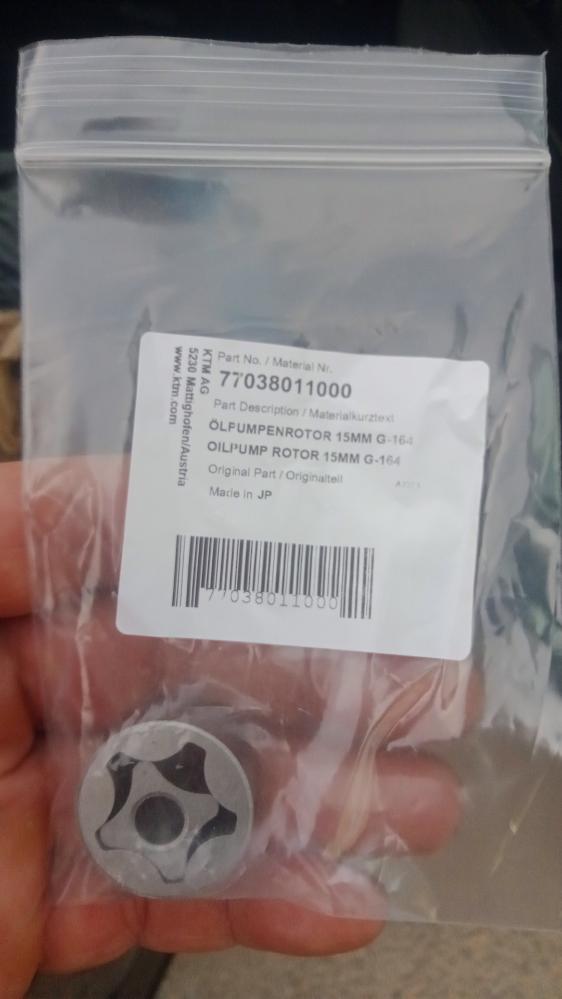 Part No. / Material Nr.
77038011000
Part Description / Materialkurztext
ÖLPUMPENROTOR 15MM G-164
OILPUMP ROTOR 15MM G-164
Original Part / Originalteil
Made in JP
77038011000
KTM AG
5230 Mattighofen/Austria
www.ktm.com